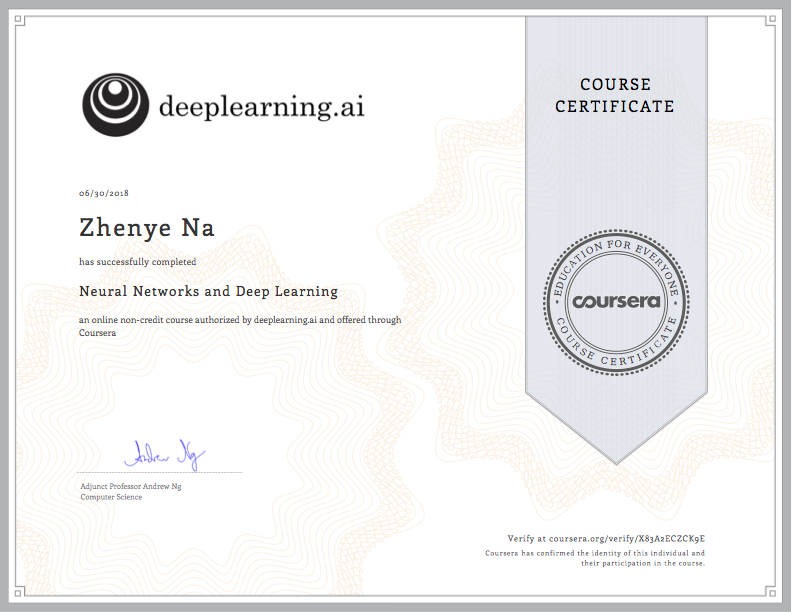 deeplearning.ai
COURSE
CERTIFICATE
06/30/2018
Zhenye Na
has successfully completed
Neural Networks and Deep Learning
an online non-credit course authorized by deeplearning.ai and offered through
Coursera
EDUCATION FOR EVERYONE
coursera
COURSE CERTIFICATE
Andrew Ng
Adjunct Professor Andrew Ng
Computer Science
Verify at coursera.org/verify/X83A2ECZCK9E
Coursera has confirmed the identity of this individual and
their participation in the course.